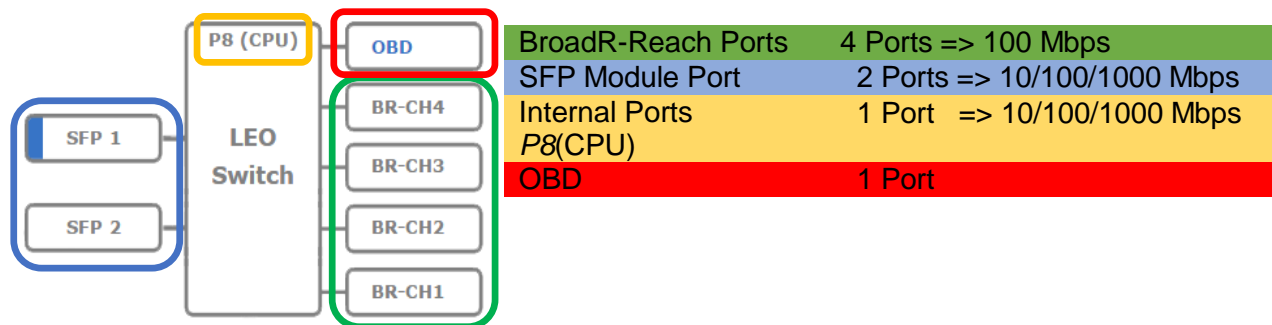 P8 (CPU)
OBD
BR-CH4
SFP 1
LEO
Switch
BR-CH3
SFP 2
BR-CH2
BR-CH1
BroadR-Reach Ports 4 Ports => 100 Mbps
SFP Module Port 2 Ports => 10/100/1000 Mbps
Internal Ports 1 Port => 10/100/1000 Mbps
P8(CPU)
OBD 1 Port